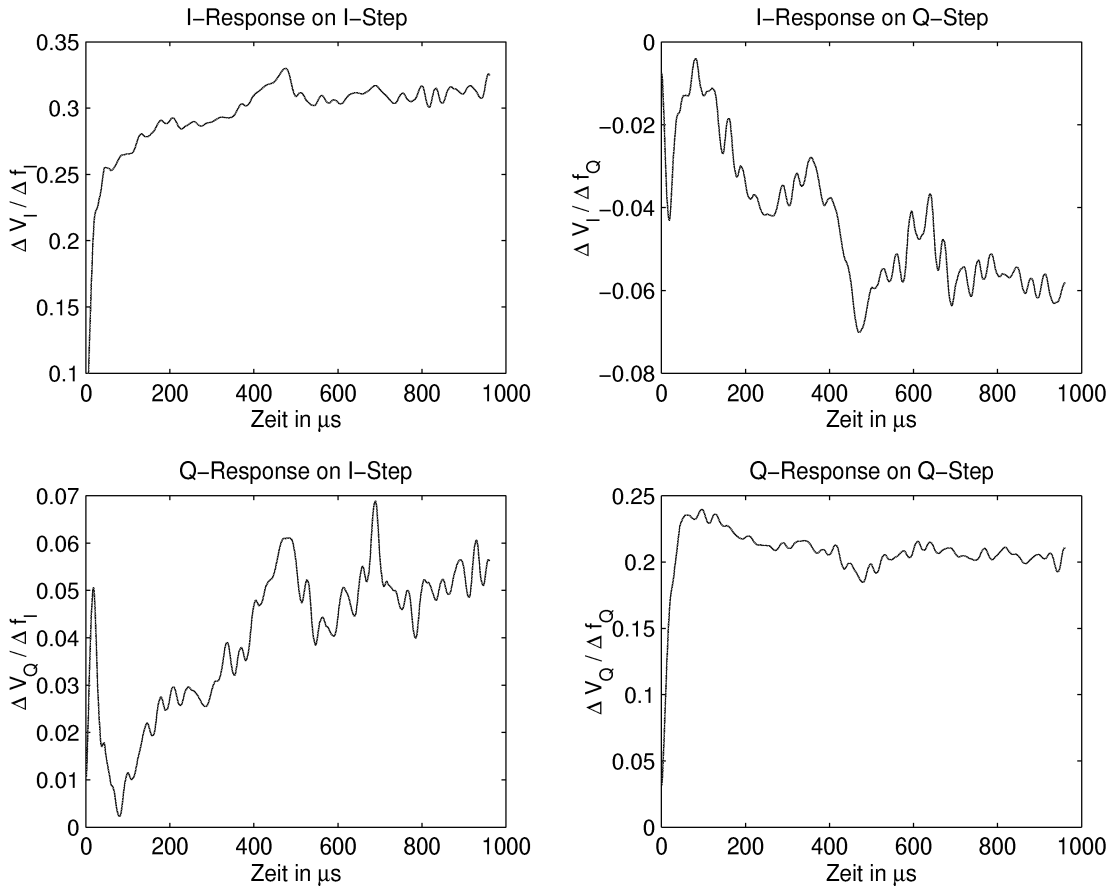 I−Response on I−Step
0.35
0.3
0.25
0.2
0.15
0.1
Δ V_I / Δ f_I
0 200 400 600 800 1000
Zeit in μs
I−Response on Q−Step
0
−0.02
−0.04
−0.06
−0.08
Δ V_I / Δ f_Q
0 200 400 600 800 1000
Zeit in μs
Q−Response on I−Step
0.07
0.06
0.05
0.04
0.03
0.02
0.01
0
Δ V_Q / Δ f_I
0 200 400 600 800 1000
Zeit in μs
Q−Response on Q−Step
0.25
0.2
0.15
0.1
0.05
0
Δ V_Q / Δ f_Q
0 200 400 600 800 1000
Zeit in μs